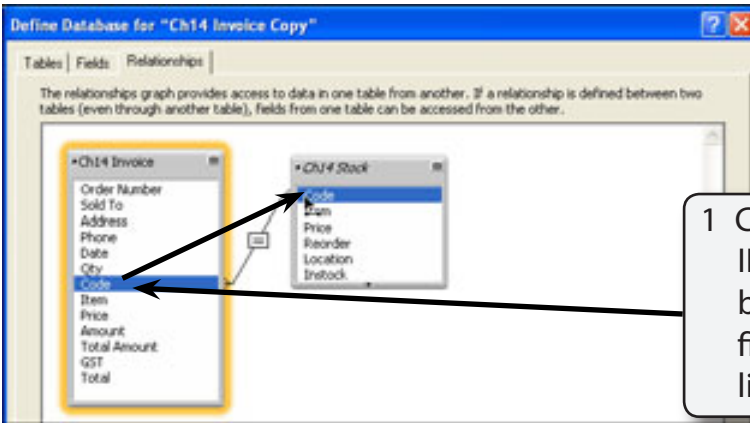 Define Database for "Ch14 Invoice Copy"
Tables Fields Relationships
The relationships graph provides access to data in one table from another. If a relationship is defined between two
tables (even through another table), fields from one table can be accessed from the other.
Ch14 Invoice
Order Number
Sold To
Address
Phone
Date
Qty
Code
Item
Price
Amount
Total Amount
GST
Total
Ch14 Stock
Code
Item
Price
Reorder
Location
Instock
1